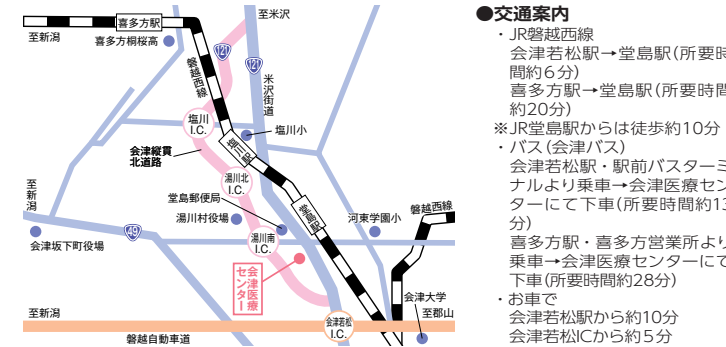 喜多方駅
至新潟
喜多方桐桜高
至米沢
121
121
磐越西線
米沢街道
塩川
I.C.
塩川小
塩川駅
会津縦貫
北道路
湯川北
I.C.
至新潟
堂島郵便局
湯川村役場
堂島駅
磐越西線
河東学園小
49
湯川南
I.C.
会津坂下町役場
会津医療
センター
会津大学
至新潟
至郡山
会津若松
I.C.
磐越自動車道
●交通案内
・JR磐越西線
会津若松駅→堂島駅(所要時
間約6分)
喜多方駅→堂島駅(所要時間
約20分)
※JR堂島駅からは徒歩約10分
・バス(会津バス)
会津若松駅・駅前バスターミ
ナルより乗車→会津医療セン
ターにて下車(所要時間約13
分)
喜多方駅・喜多方営業所より
乗車→会津医療センターにて
下車(所要時間約28分)
・お車で
会津若松駅から約10分
会津若松ICから約5分